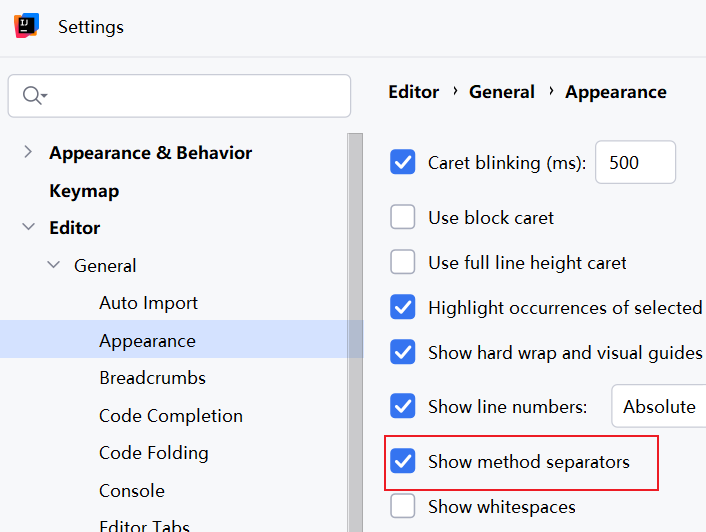 IJ
Settings
Editor › General › Appearance
Appearance & Behavior
Keymap
Editor
General
Auto Import
Appearance
Breadcrumbs
Code Completion
Code Folding
Console
Editor Tabs
Caret blinking (ms): 500
Use block caret
Use full line height caret
Highlight occurrences of selected
Show hard wrap and visual guides
Show line numbers: Absolute
Show method separators
Show whitespaces